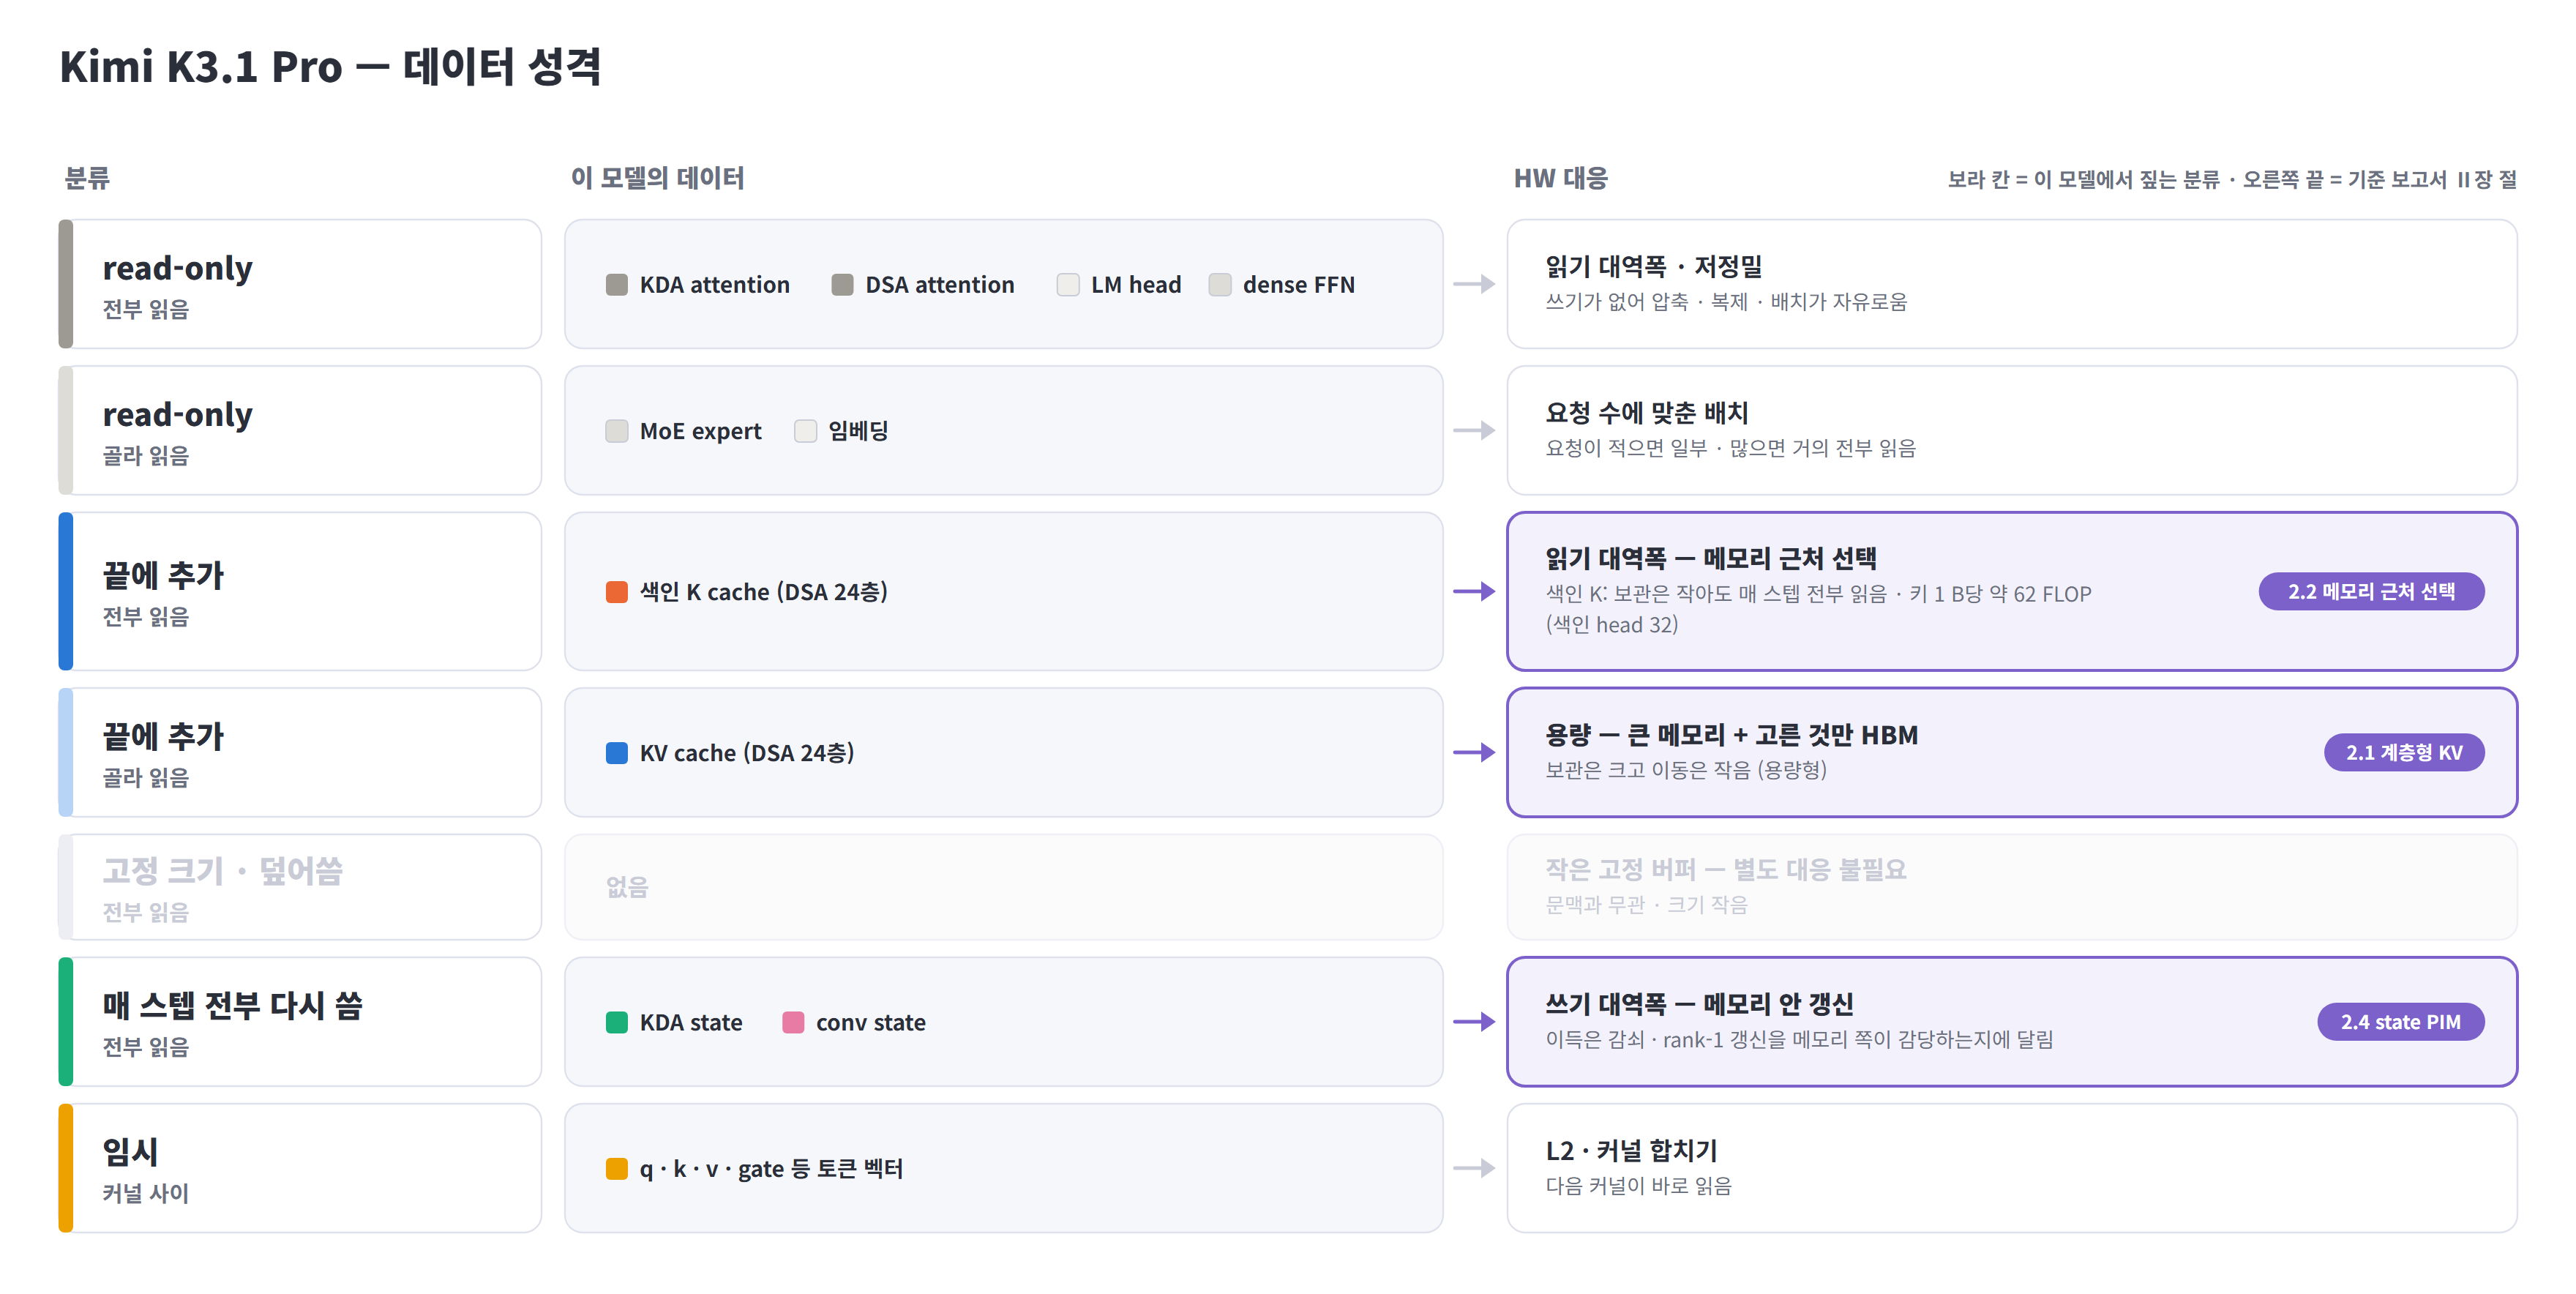 Kimi K3.1 Pro — 데이터 성격
분류
이 모델의 데이터
HW 대응
보라 칸 = 이 모델에서 짚는 분류 · 오른쪽 끝 = 기준 보고서 II장 절
read-only
전부 읽음
KDA attention
DSA attention
LM head
dense FFN
읽기 대역폭 · 저정밀
쓰기가 없어 압축 · 복제 · 배치가 자유로움
read-only
골라 읽음
MoE expert
임베딩
요청 수에 맞춘 배치
요청이 적으면 일부 · 많으면 거의 전부 읽음
끝에 추가
전부 읽음
색인 K cache (DSA 24층)
읽기 대역폭 — 메모리 근처 선택
색인 K: 보관은 작아도 매 스텝 전부 읽음 · 키 1 B당 약 62 FLOP
(색인 head 32)
2.2 메모리 근처 선택
끝에 추가
골라 읽음
KV cache (DSA 24층)
용량 — 큰 메모리 + 고른 것만 HBM
보관은 크고 이동은 작음 (용량형)
2.1 계층형 KV
고정 크기 · 덮어씀
전부 읽음
없음
작은 고정 버퍼 — 별도 대응 불필요
문맥과 무관 · 크기 작음
매 스텝 전부 다시 씀
전부 읽음
KDA state
conv state
쓰기 대역폭 — 메모리 안 갱신
이득은 감쇠 · rank-1 갱신을 메모리 쪽이 감당하는지에 달림
2.4 state PIM
임시
커널 사이
q · k · v · gate 등 토큰 벡터
L2 · 커널 합치기
다음 커널이 바로 읽음